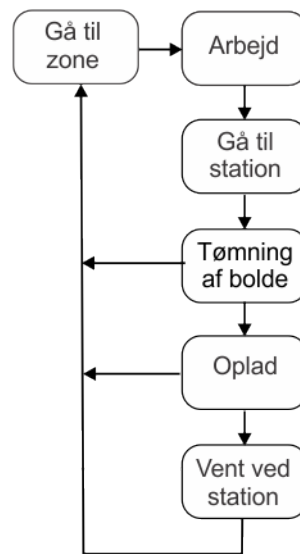 Gå til
zone
Arbejd
Gå til
station
Tømning
af bolde
Oplad
Vent ved
station